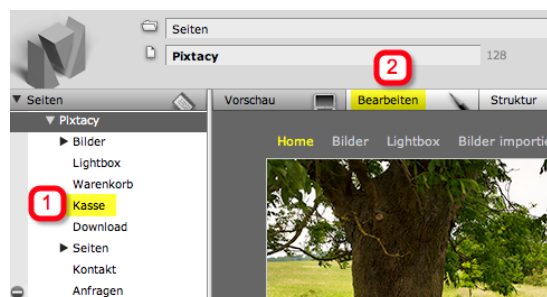 Seiten
Pixtacy
128
2
Seiten
Vorschau
Bearbeiten
Struktur
Pixtacy
Home
Bilder
Lightbox
Bilder importie
Bilder
Lightbox
Warenkorb
1
Kasse
Download
Seiten
Kontakt
Anfragen